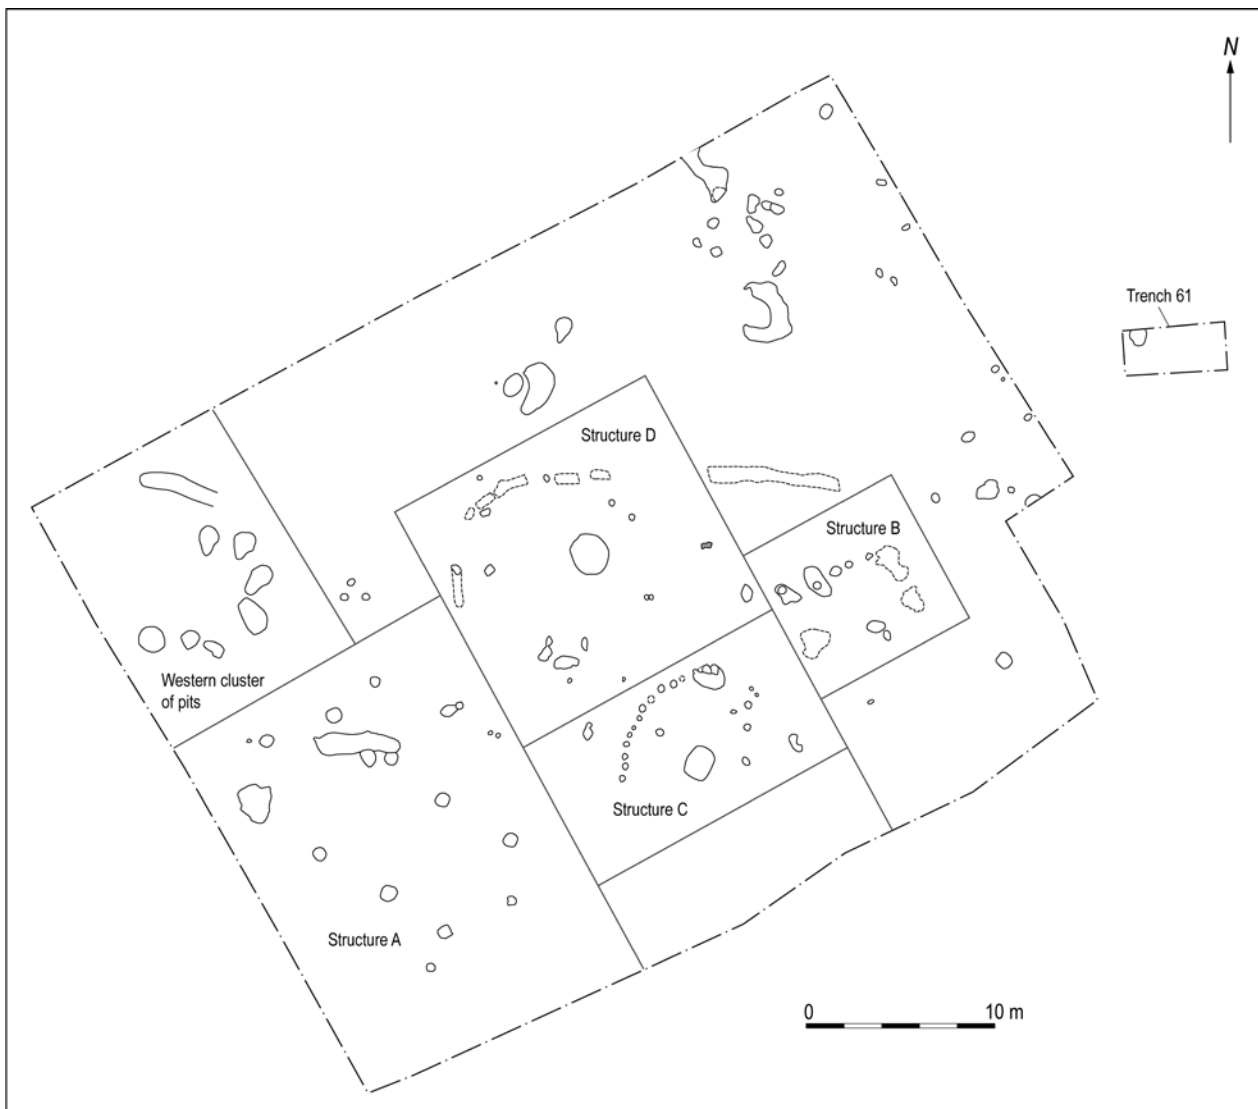 N
Trench 61
Structure D
Structure B
Western cluster
of pits
Structure C
Structure A
0 10 m